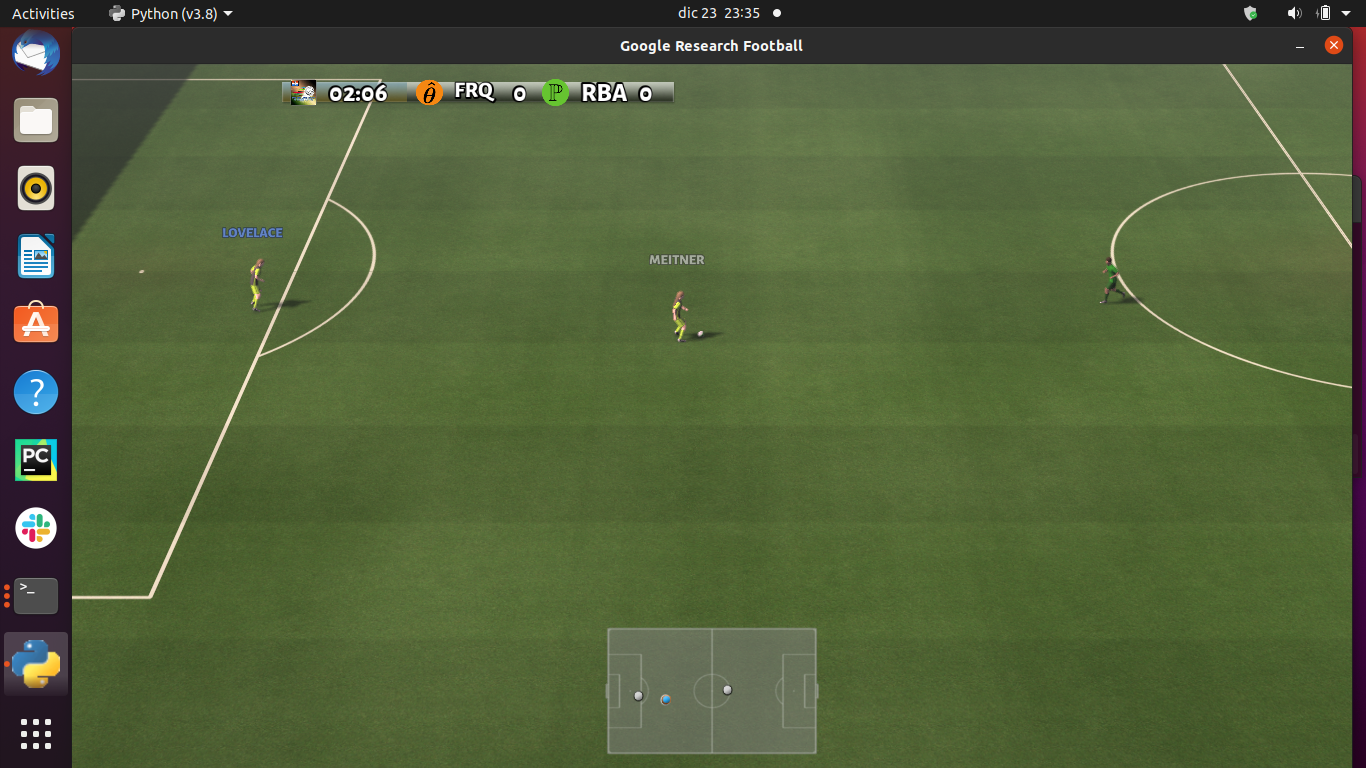 Activities Python (v3.8) dic 23 23:35
Google Research Football
02:06 θ̂ FRQ 0 ℙ RBA 0
LOVELACE
MEITNER
?
PC
>_